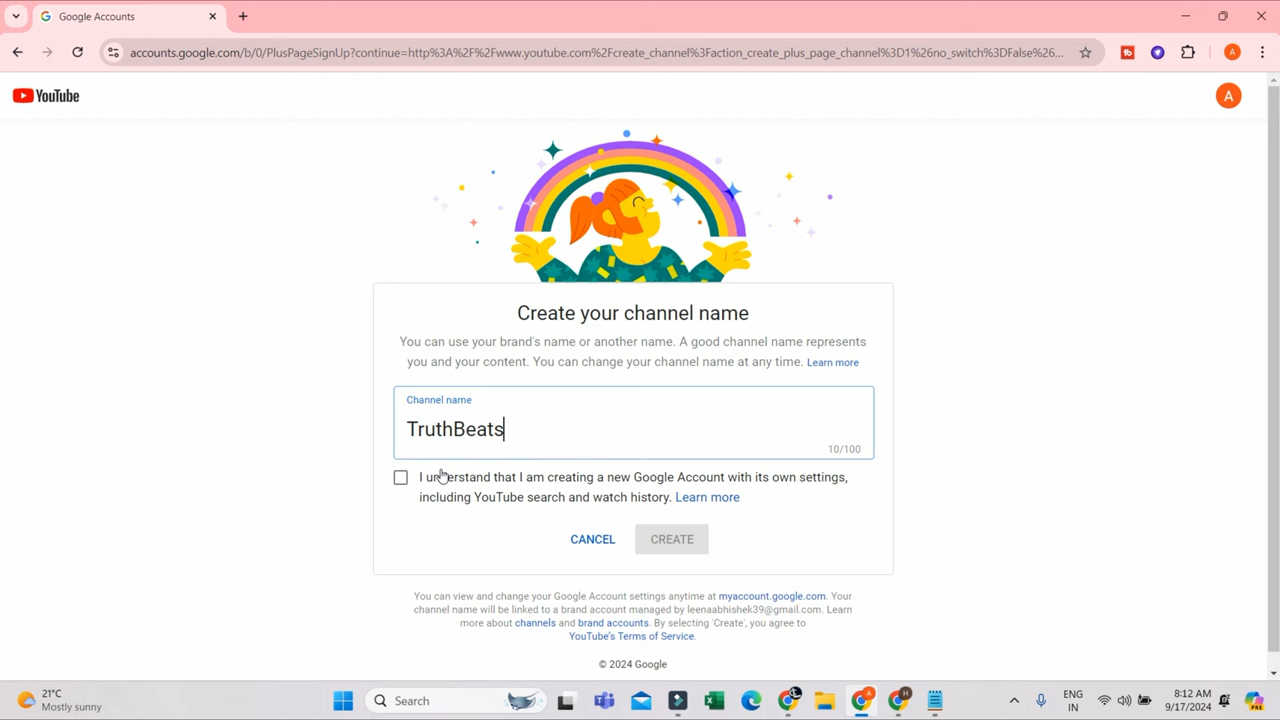 Google Accounts
accounts.google.com/b/0/PlusPageSignUp?continue=http%3A%2F%2Fwww.youtube.com%2Fcreate_channel%3Faction_create_plus_page_channel%3D1%26no_switch%3DFalse%26...
A
YouTube
A
Create your channel name
You can use your brand's name or another name. A good channel name represents
you and your content. You can change your channel name at any time. Learn more
Channel name
TruthBeats
10/100
I understand that I am creating a new Google Account with its own settings,
including YouTube search and watch history. Learn more
CANCEL
CREATE
You can view and change your Google Account settings anytime at myaccount.google.com. Your
channel name will be linked to a brand account managed by leenaabhishek39@gmail.com. Learn
more about channels and brand accounts. By selecting 'Create', you agree to
YouTube's Terms of Service.
© 2024 Google
21°C
Mostly sunny
Search
ENG
IN
8:12 AM
9/17/2024